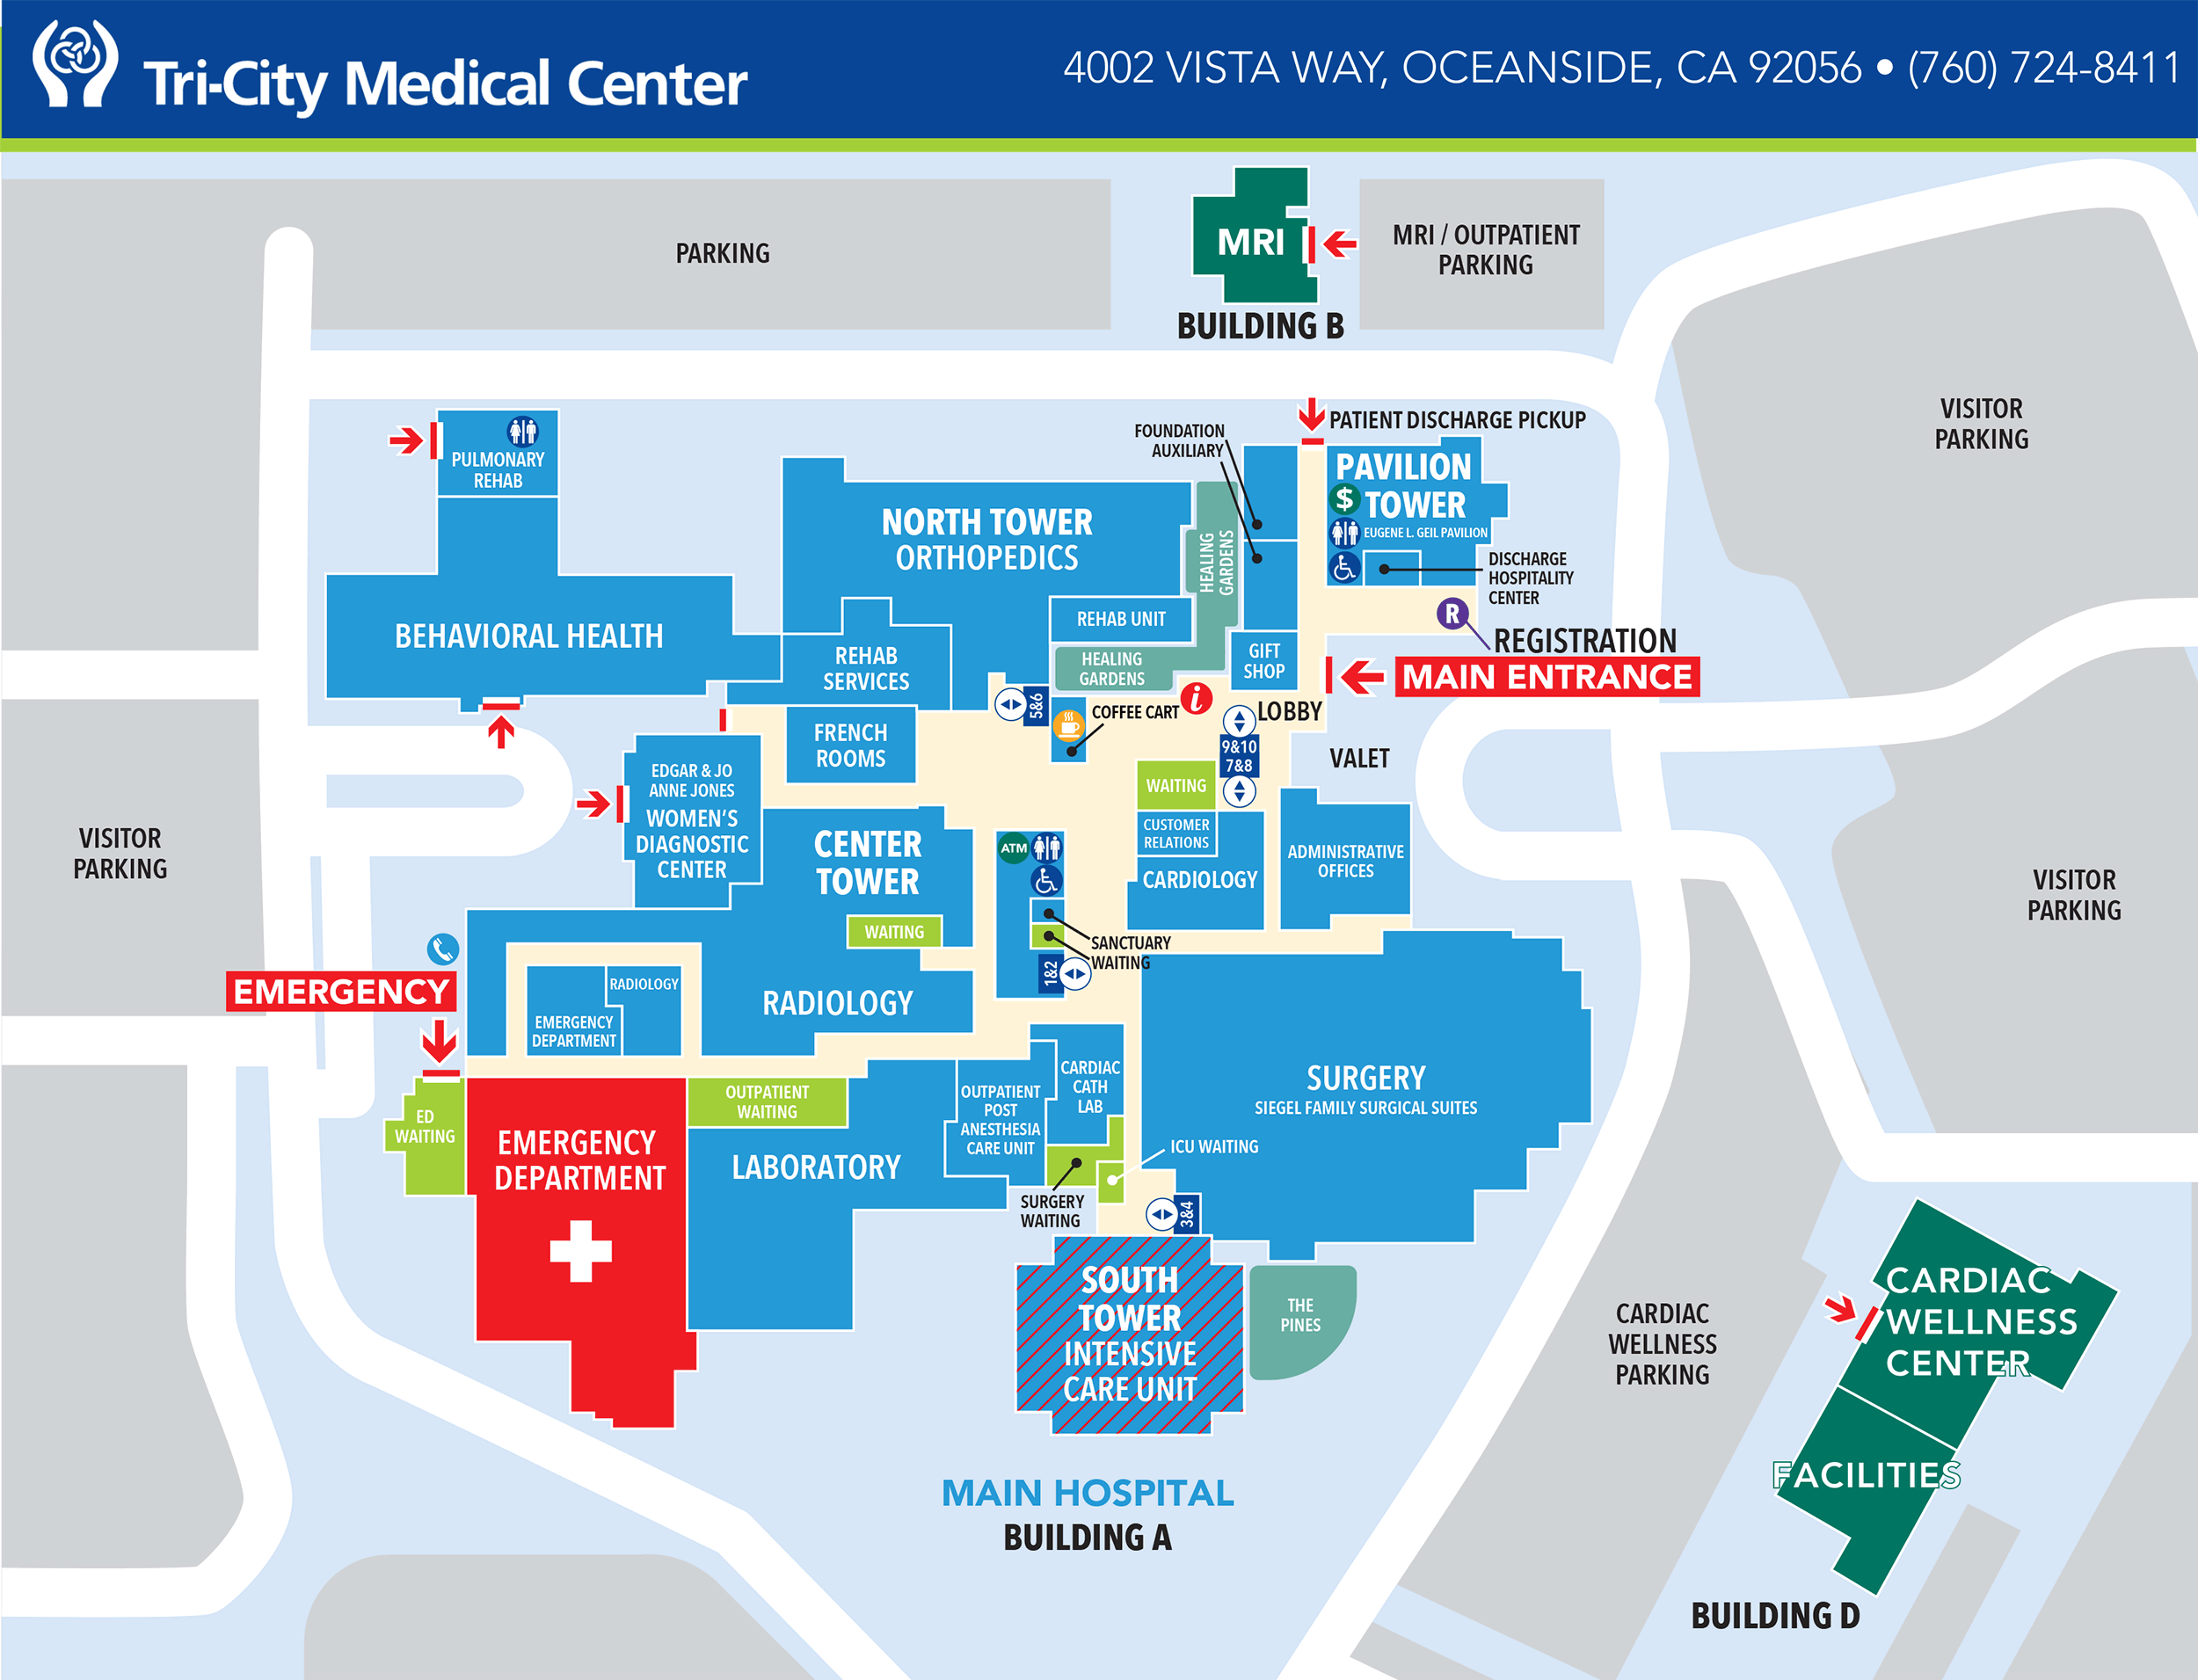 Tri-City Medical Center
4002 VISTA WAY, OCEANSIDE, CA 92056 • (760) 724-8411
PARKING
MRI
MRI / OUTPATIENT
PARKING
BUILDING B
VISITOR
PARKING
PULMONARY
REHAB
FOUNDATION
AUXILIARY
PATIENT DISCHARGE PICKUP
PAVILION
TOWER
$
EUGENE L. GEIL PAVILION
DISCHARGE
HOSPITALITY
CENTER
NORTH TOWER
ORTHOPEDICS
HEALING
GARDENS
REHAB UNIT
HEALING
GARDENS
GIFT
SHOP
R
REGISTRATION
MAIN ENTRANCE
BEHAVIORAL HEALTH
REHAB
SERVICES
5&6
COFFEE CART
i
LOBBY
FRENCH
ROOMS
9&10
7&8
VALET
EDGAR & JO
ANNE JONES
WOMEN'S
DIAGNOSTIC
CENTER
WAITING
CUSTOMER
RELATIONS
CARDIOLOGY
ADMINISTRATIVE
OFFICES
VISITOR
PARKING
VISITOR
PARKING
CENTER
TOWER
WAITING
ATM
SANCTUARY
WAITING
1&2
EMERGENCY
RADIOLOGY
EMERGENCY
DEPARTMENT
RADIOLOGY
ED
WAITING
EMERGENCY
DEPARTMENT
OUTPATIENT
WAITING
LABORATORY
OUTPATIENT
POST
ANESTHESIA
CARE UNIT
CARDIAC
CATH
LAB
SURGERY
SIEGEL FAMILY SURGICAL SUITES
ICU WAITING
SURGERY
WAITING
3&4
SOUTH
TOWER
INTENSIVE
CARE UNIT
THE
PINES
CARDIAC
WELLNESS
PARKING
CARDIAC
WELLNESS
CENTER
FACILITIES
MAIN HOSPITAL
BUILDING A
BUILDING D